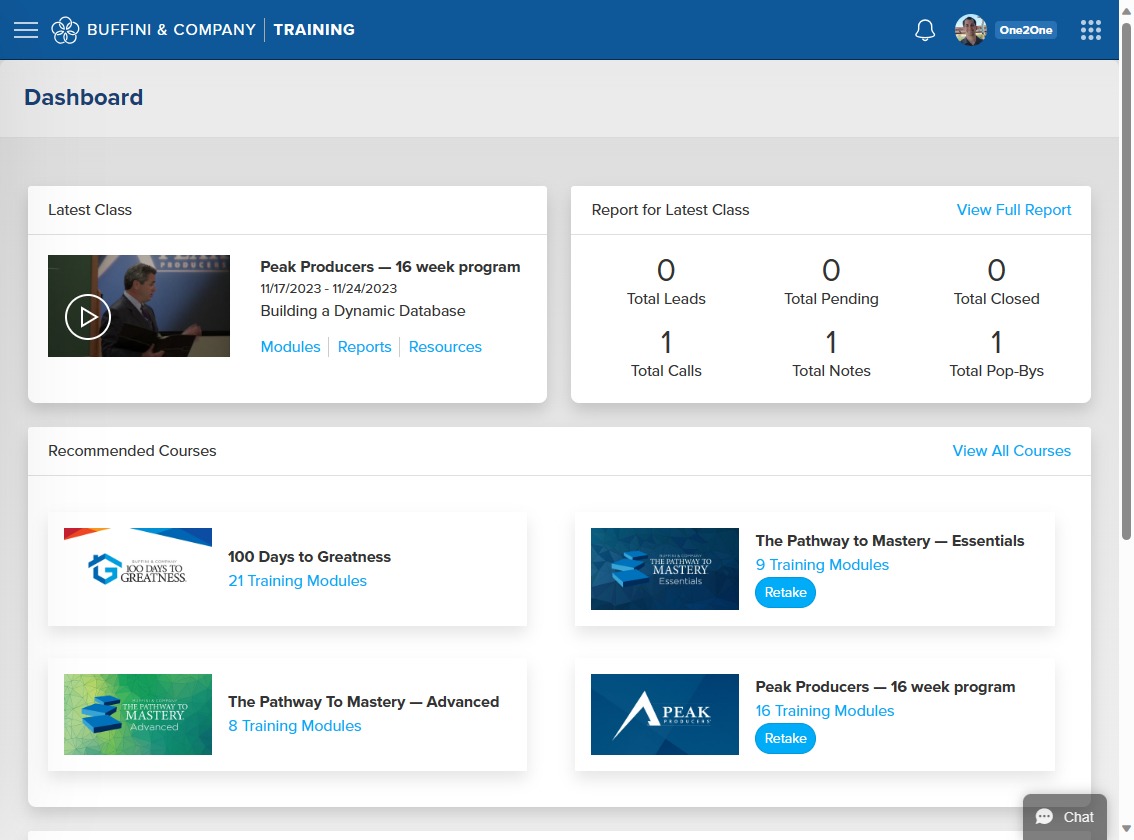 BUFFINI & COMPANY TRAINING
One2One
Dashboard
Latest Class
PRODUCERS
Peak Producers — 16 week program
11/17/2023 - 11/24/2023
Building a Dynamic Database
Modules Reports Resources
Report for Latest Class View Full Report
0 0 0
Total Leads Total Pending Total Closed
1 1 1
Total Calls Total Notes Total Pop-Bys
Recommended Courses View All Courses
BUFFINI & COMPANY
100 DAYS TO
GREATNESS
100 Days to Greatness
21 Training Modules
BUFFINI & COMPANY
THE PATHWAY TO
MASTERY
Essentials
The Pathway to Mastery — Essentials
9 Training Modules
Retake
BUFFINI & COMPANY
THE PATHWAY TO
MASTERY
Advanced
The Pathway To Mastery — Advanced
8 Training Modules
PEAK
PRODUCERS
Peak Producers — 16 week program
16 Training Modules
Retake
Chat